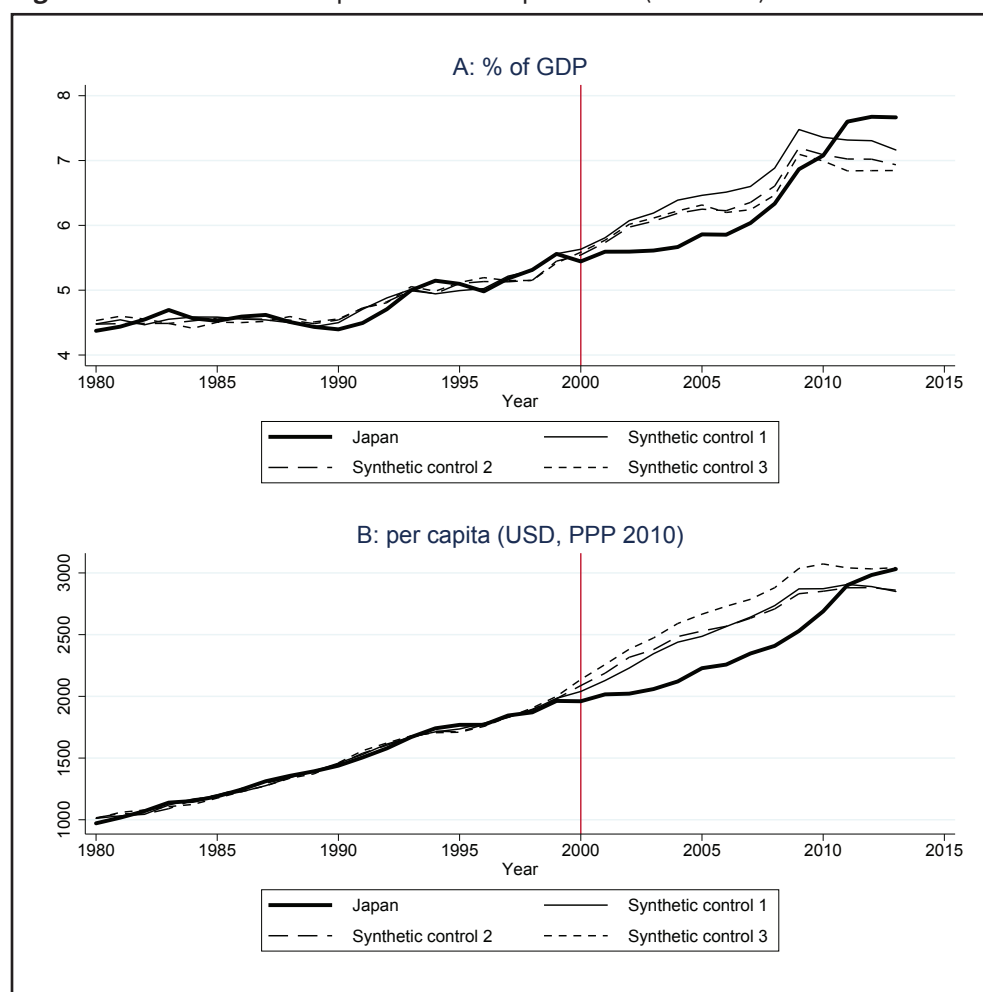 A: % of GDP
8
7
6
5
4
1980 1985 1990 1995 2000 2005 2010 2015
Year
Japan Synthetic control 1
Synthetic control 2 Synthetic control 3
B: per capita (USD, PPP 2010)
3000
2500
2000
1500
1000
1980 1985 1990 1995 2000 2005 2010 2015
Year
Japan Synthetic control 1
Synthetic control 2 Synthetic control 3